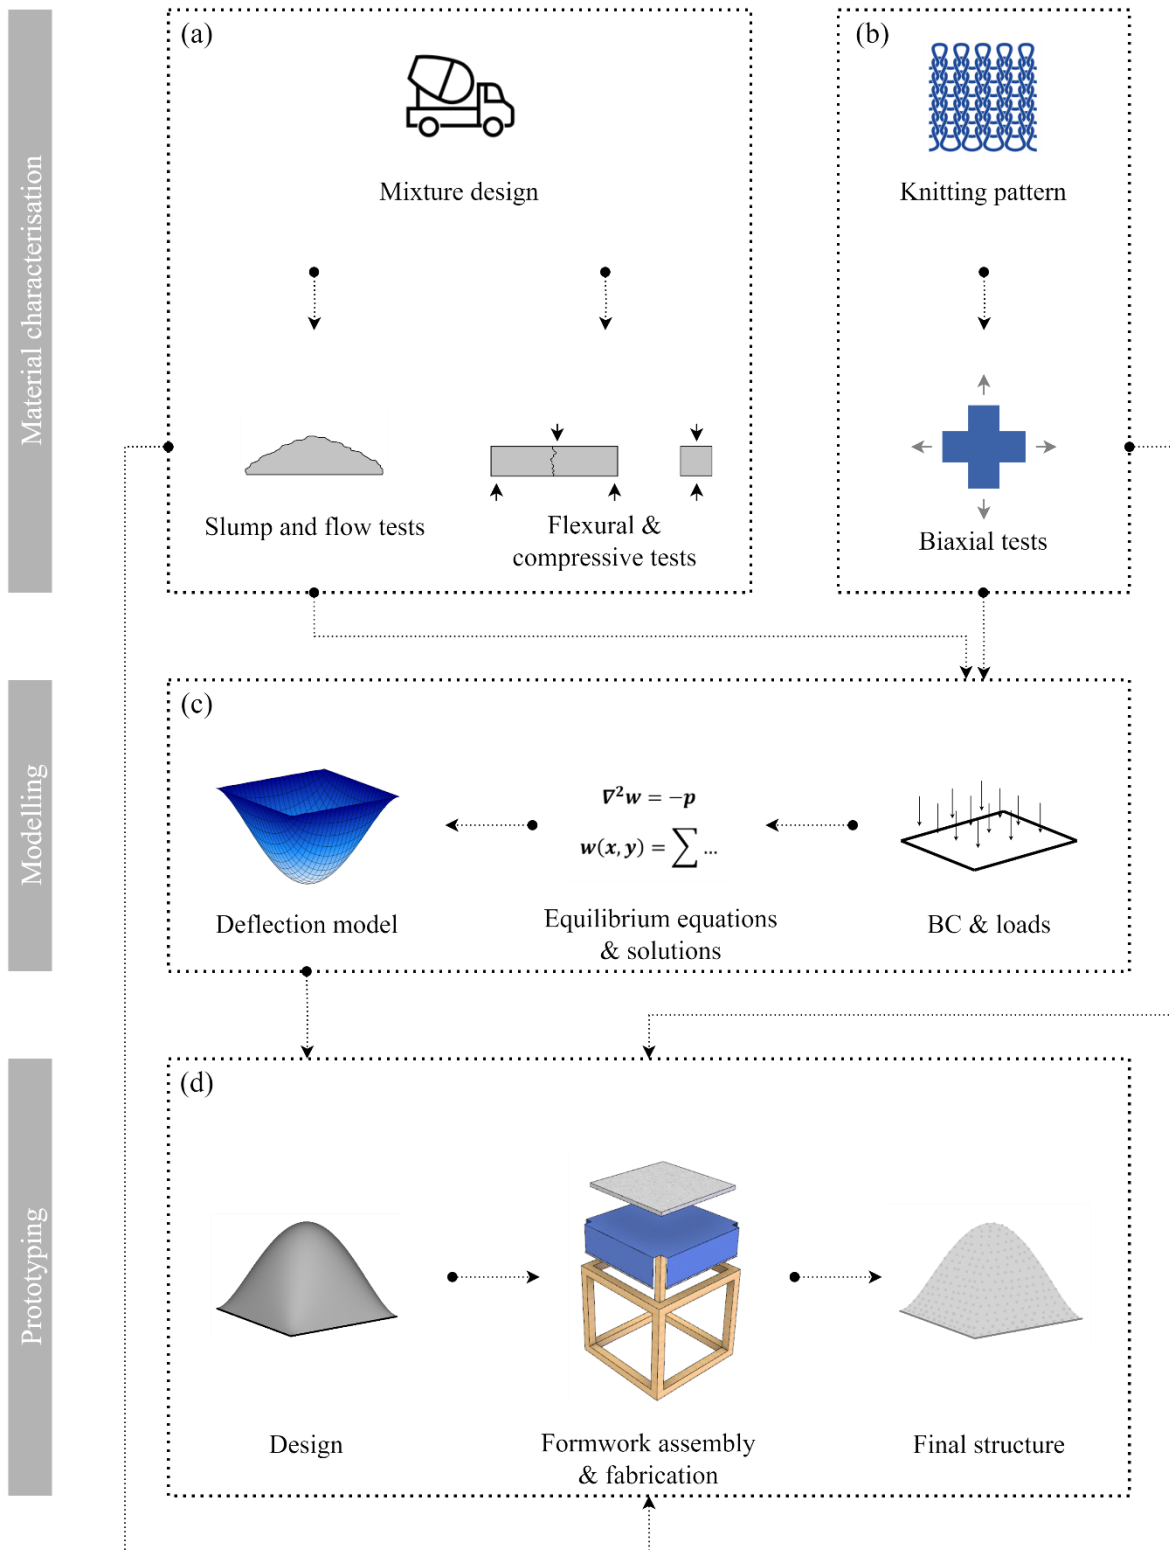 Material characterisation
(a)
Mixture design
Slump and flow tests
Flexural &
compressive tests
(b)
Knitting pattern
Biaxial tests
Modelling
(c)
Deflection model
∇²w = −p
w(x, y) = ∑ ...
Equilibrium equations
& solutions
BC & loads
Prototyping
(d)
Design
Formwork assembly
& fabrication
Final structure